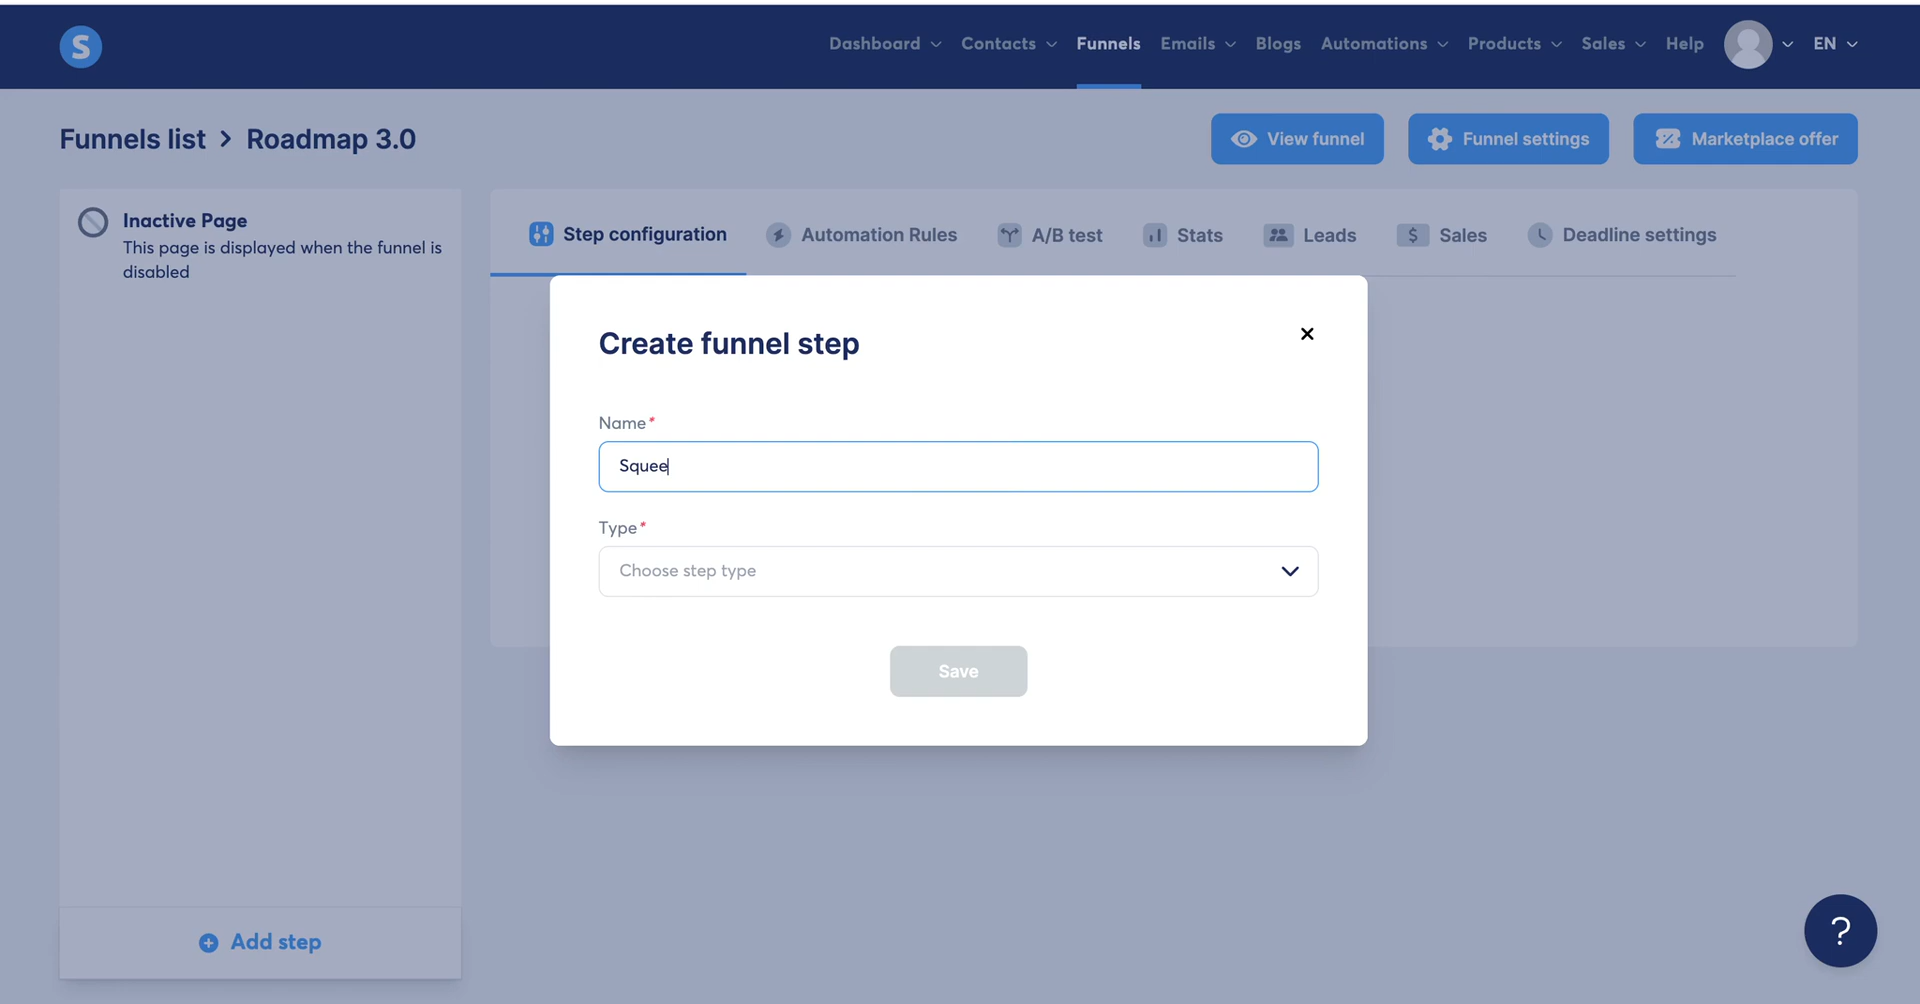 S
Dashboard
Contacts
Funnels
Emails
Blogs
Automations
Products
Sales
Help
EN
Funnels list > Roadmap 3.0
View funnel
Funnel settings
Marketplace offer
Inactive Page
This page is displayed when the funnel is
disabled
Step configuration
Automation Rules
A/B test
Stats
Leads
$
Sales
Deadline settings
Create funnel step
Name*
Squee
Type*
Choose step type
Save
Add step
?